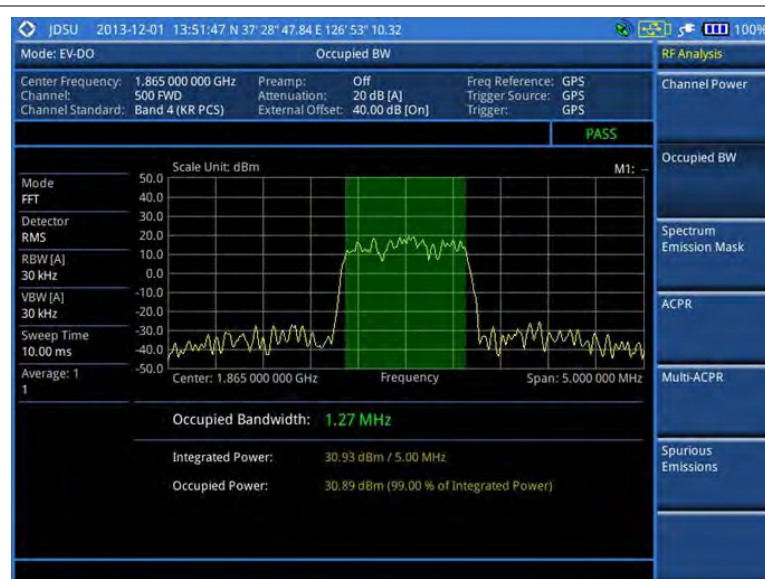 JDSU 2013-12-01 13:51:47 N 37' 28" 47.84 E 126' 53" 10.32 100%
Mode: EV-DO Occupied BW RF Analysis
Center Frequency: 1.865 000 000 GHz Preamp: Off Freq Reference: GPS
Channel: 500 FWD Attenuation: 20 dB [A] Trigger Source: GPS
Channel Standard: Band 4 (KR PCS) External Offset: 40.00 dB [On] Trigger: GPS
Channel Power
PASS
Occupied BW
Scale Unit: dBm M1: --
Mode
FFT
Detector
RMS
RBW [A]
30 kHz
VBW [A]
30 kHz
Sweep Time
10.00 ms
Average: 1
1
50.0
40.0
30.0
20.0
10.0
0.0
-10.0
-20.0
-30.0
-40.0
-50.0
Center: 1.865 000 000 GHz Frequency Span: 5.000 000 MHz
Occupied Bandwidth: 1.27 MHz
Integrated Power: 30.93 dBm / 5.00 MHz
Occupied Power: 30.89 dBm (99.00 % of Integrated Power)
Spectrum
Emission Mask
ACPR
Multi-ACPR
Spurious
Emissions